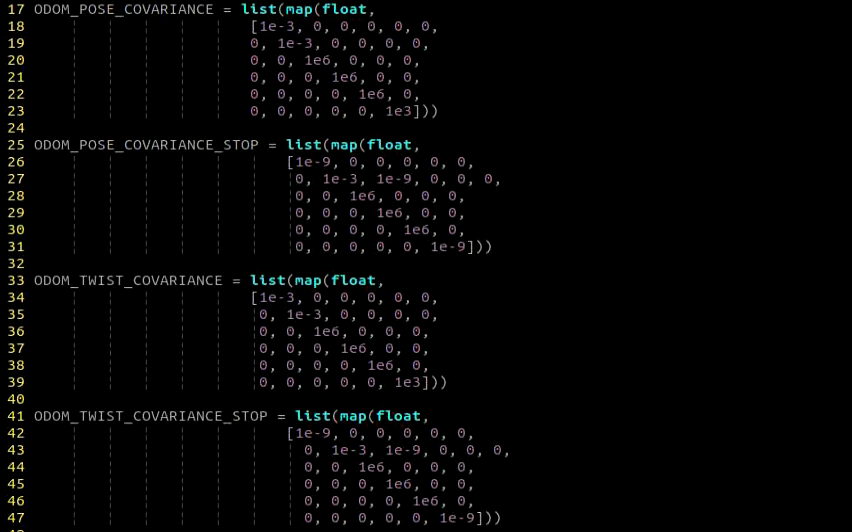 17 ODOM_POSE_COVARIANCE = list(map(float,
18 [1e-3, 0, 0, 0, 0, 0,
19 0, 1e-3, 0, 0, 0, 0,
20 0, 0, 1e6, 0, 0, 0,
21 0, 0, 0, 1e6, 0, 0,
22 0, 0, 0, 0, 1e6, 0,
23 0, 0, 0, 0, 0, 1e3]))
24
25 ODOM_POSE_COVARIANCE_STOP = list(map(float,
26 [1e-9, 0, 0, 0, 0, 0,
27 0, 1e-3, 1e-9, 0, 0, 0,
28 0, 0, 1e6, 0, 0, 0,
29 0, 0, 0, 1e6, 0, 0,
30 0, 0, 0, 0, 1e6, 0,
31 0, 0, 0, 0, 0, 1e-9]))
32
33 ODOM_TWIST_COVARIANCE = list(map(float,
34 [1e-3, 0, 0, 0, 0, 0,
35 0, 1e-3, 0, 0, 0, 0,
36 0, 0, 1e6, 0, 0, 0,
37 0, 0, 0, 1e6, 0, 0,
38 0, 0, 0, 0, 1e6, 0,
39 0, 0, 0, 0, 0, 1e3]))
40
41 ODOM_TWIST_COVARIANCE_STOP = list(map(float,
42 [1e-9, 0, 0, 0, 0, 0,
43 0, 1e-3, 1e-9, 0, 0, 0,
44 0, 0, 1e6, 0, 0, 0,
45 0, 0, 0, 1e6, 0, 0,
46 0, 0, 0, 0, 1e6, 0,
47 0, 0, 0, 0, 0, 1e-9]))